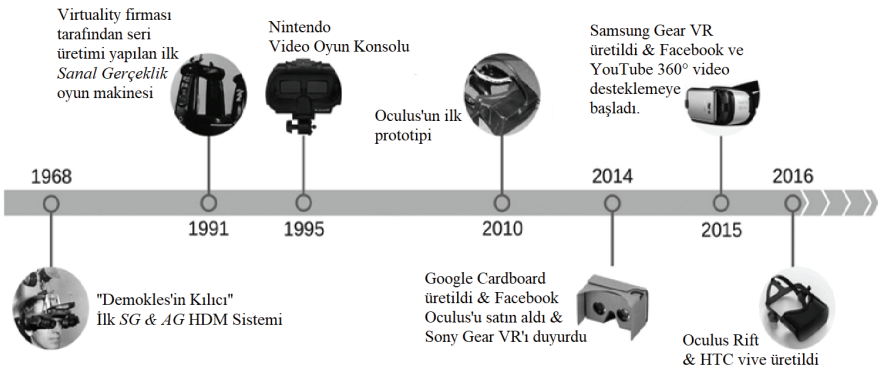 Virtuality firması
tarafından seri
üretimi yapılan ilk
Sanal Gerçeklik
oyun makinesi
Nintendo
Video Oyun Konsolu
Oculus'un ilk
prototipi
Samsung Gear VR
üretildi & Facebook ve
YouTube 360° video
desteklemeye
başladı.
1968
1991
1995
2010
2014
2015
2016
"Demokles'in Kılıcı"
İlk SG & AG HDM Sistemi
Google Cardboard
üretildi & Facebook
Oculus'u satın aldı &
Sony Gear VR'ı duyurdu
Oculus Rift
& HTC vive üretildi